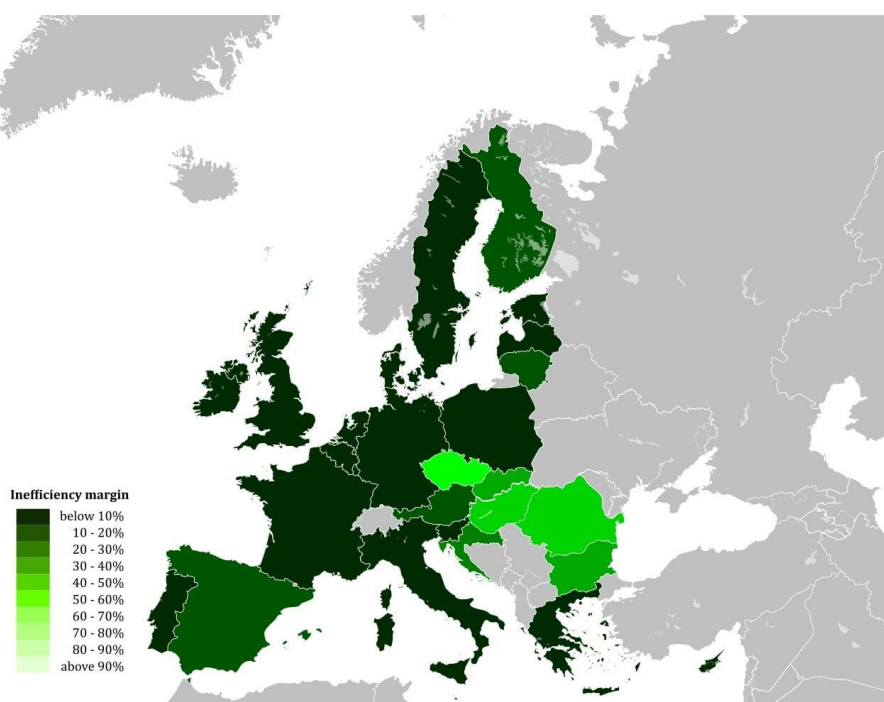 Inefficiency margin
below 10%
10 - 20%
20 - 30%
30 - 40%
40 - 50%
50 - 60%
60 - 70%
70 - 80%
80 - 90%
above 90%